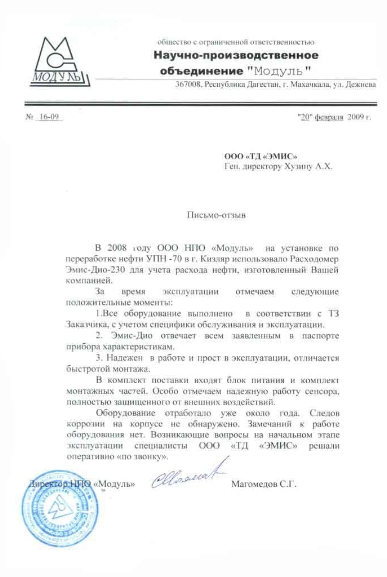 МОДУЛЬ
общество с ограниченной ответственностью
Научно-производственное
объединение "Модуль"
367008, Республика Дагестан, г. Махачкала, ул. Дежнева
№ 16-09 "20" февраля 2009 г.
ООО «ТД «ЭМИС»
Ген. директору Хузину А.Х.
Письмо-отзыв
В 2008 году ООО НПО «Модуль» на установке по
переработке нефти УПН -70 в г. Кизляр использовало Расходомер
Эмис-Дио-230 для учета расхода нефти, изготовленный Вашей
компанией.
За время эксплуатации отмечаем следующие
положительные моменты:
1.Все оборудование выполнено в соответствии с ТЗ
Заказчика, с учетом специфики обслуживания и эксплуатации.
2. Эмис-Дио отвечает всем заявленным в паспорте
прибора характеристикам.
3. Надежен в работе и прост в эксплуатации, отличается
быстротой монтажа.
В комплект поставки входят блок питания и комплект
монтажных частей. Особо отмечаем надежную работу сенсора,
полностью защищенного от внешних воздействий.
Оборудование отработало уже около года. Следов
коррозии на корпусе не обнаружено. Замечаний к работе
оборудования нет. Возникающие вопросы на начальном этапе
эксплуатации специалисты ООО «ТД «ЭМИС» решали
оперативно «по звонку».
Директор НПО «Модуль» Магомедов С.Г.